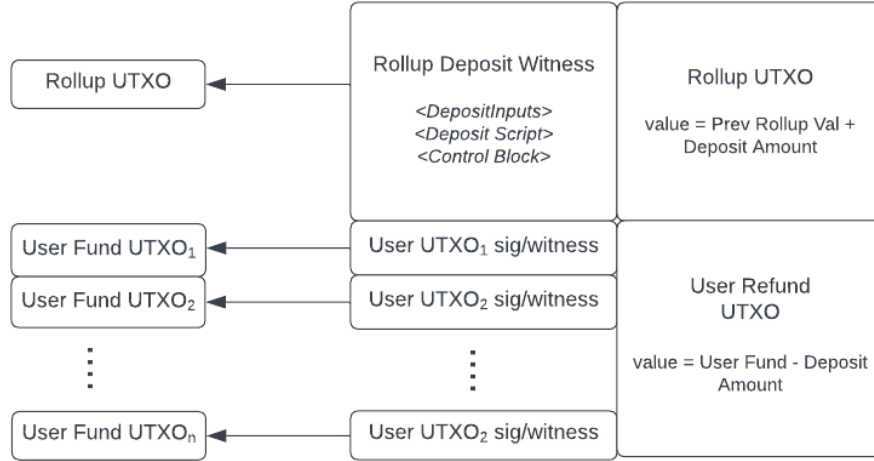 Rollup UTXO
Rollup Deposit Witness
<DepositInputs>
<Deposit Script>
<Control Block>
Rollup UTXO
value = Prev Rollup Val +
Deposit Amount
User Fund UTXO₁
User UTXO₁ sig/witness
User Fund UTXO₂
User UTXO₂ sig/witness
User Refund
UTXO
value = User Fund - Deposit
Amount
User Fund UTXOₙ
User UTXO₂ sig/witness